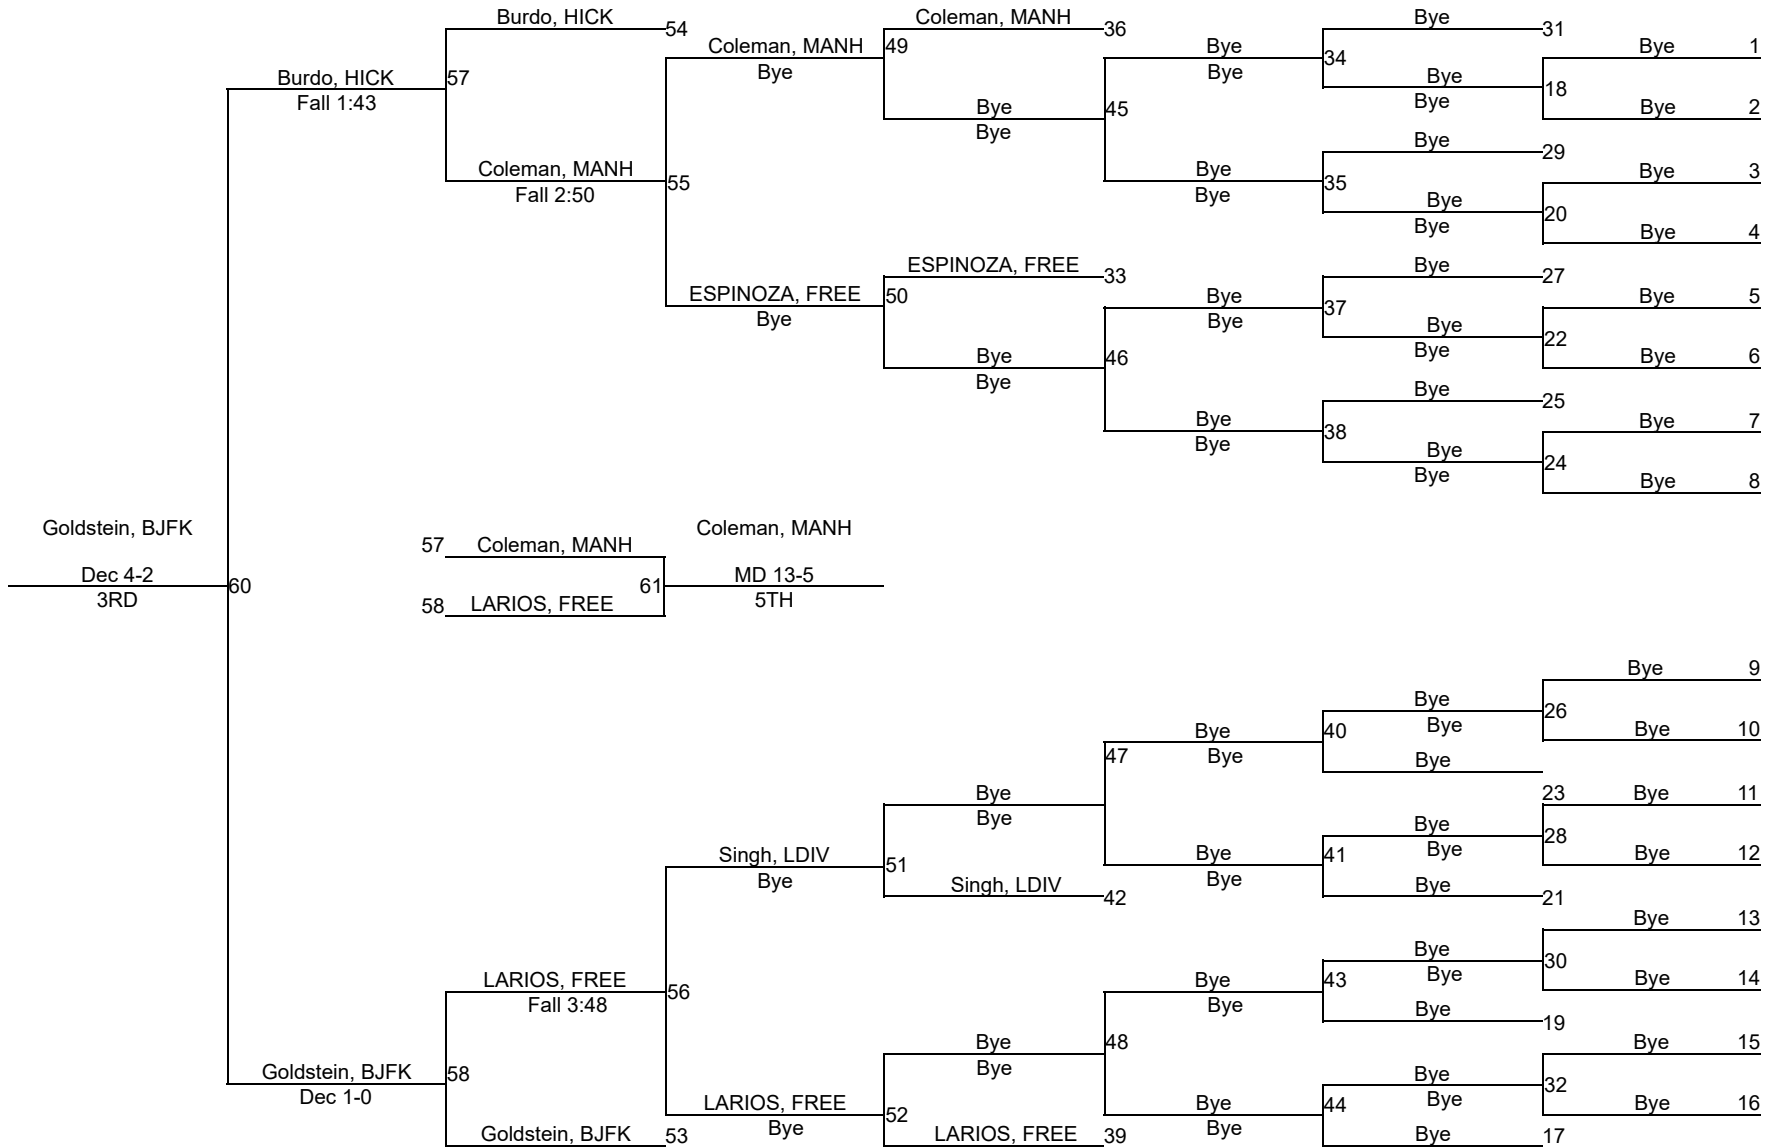 Burdo, HICK 54 Coleman, MANH 36 Bye 31
Coleman, MANH 49 Bye 34 Bye 1
Burdo, HICK 57 Bye Bye Bye 18
Fall 1:43 Bye 45 Bye Bye 2
Bye
Bye 29
Coleman, MANH 55 Bye 35 Bye 3
Fall 2:50 Bye Bye 20
Bye Bye 4
ESPINOZA, FREE 33 Bye 27
ESPINOZA, FREE 50 Bye 37 Bye 5
Bye Bye Bye 22
Bye 46 Bye Bye 6
Bye
Bye 25
Bye 38 Bye 7
Bye Bye 24
Bye Bye 8
Goldstein, BJFK Coleman, MANH
57 Coleman, MANH
Dec 4-2 60 61 MD 13-5
3RD 58 LARIOS, FREE 5TH
Bye 9
Bye 26
Bye 40 Bye Bye 10
47 Bye Bye
Bye 23 Bye 11
Bye Bye 28
Singh, LDIV 51 Bye 41 Bye Bye 12
Bye Singh, LDIV 42 Bye Bye 21
Bye 13
Bye 30
LARIOS, FREE 56 Bye 43 Bye Bye 14
Fall 3:48 Bye Bye 19
Bye 48 Bye 15
Goldstein, BJFK 58 Bye Bye 32
Dec 1-0 LARIOS, FREE 52 Bye 44 Bye Bye 16
Goldstein, BJFK 53 Bye LARIOS, FREE 39 Bye Bye 17